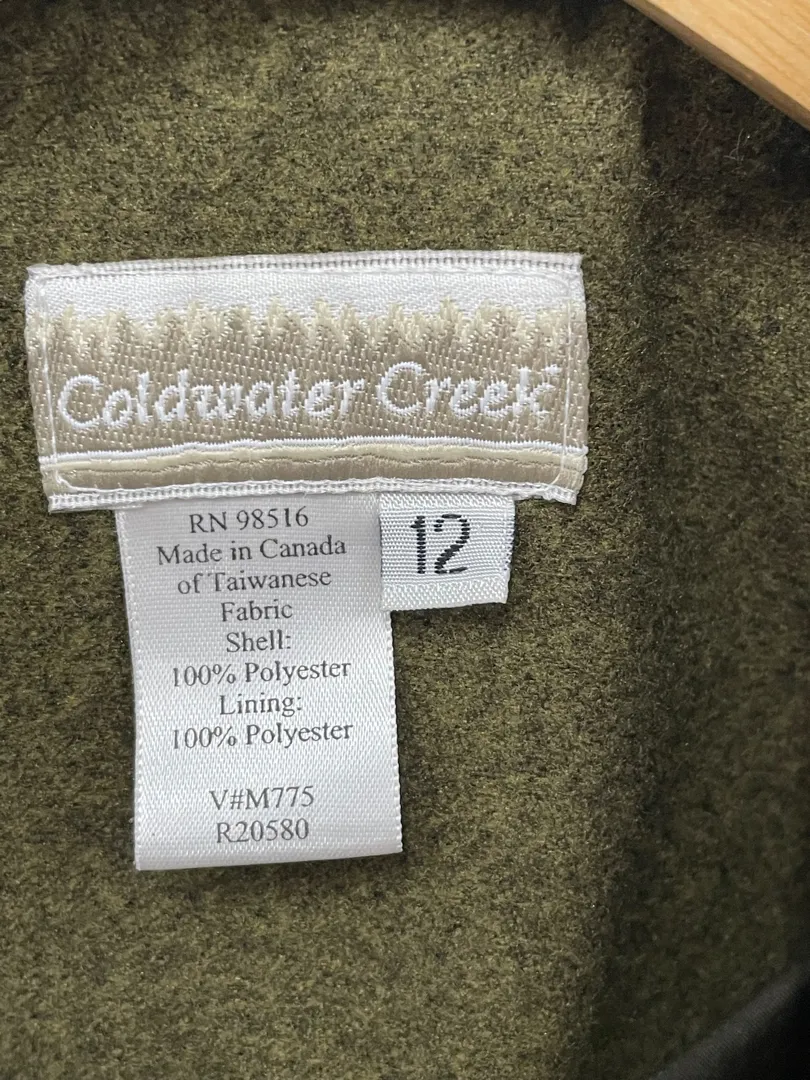 Coldwater Creek
RN 98516
Made in Canada
of Taiwanese
Fabric
Shell:
100% Polyester
Lining:
100% Polyester
V#M775
R20580
12